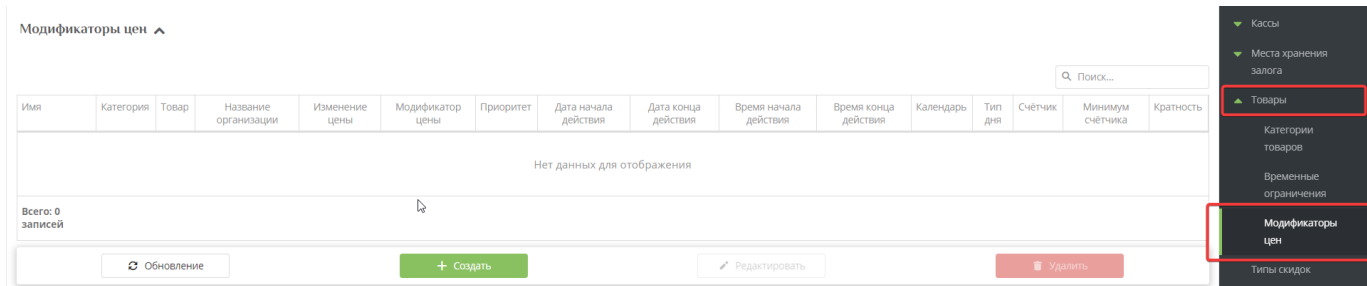 Модификаторы цен
Поиск...
Имя
Категория
Товар
Название
организации
Изменение
цены
Модификатор
цены
Приоритет
Дата начала
действия
Дата конца
действия
Время начала
действия
Время конца
действия
Календарь
Тип
дня
Счётчик
Минимум
счётчика
Кратность
Нет данных для отображения
Всего: 0
записей
Обновление
+ Создать
Редактировать
Удалить
Кассы
Места хранения
залога
Товары
Категории
товаров
Временные
ограничения
Модификаторы
цен
Типы скидок